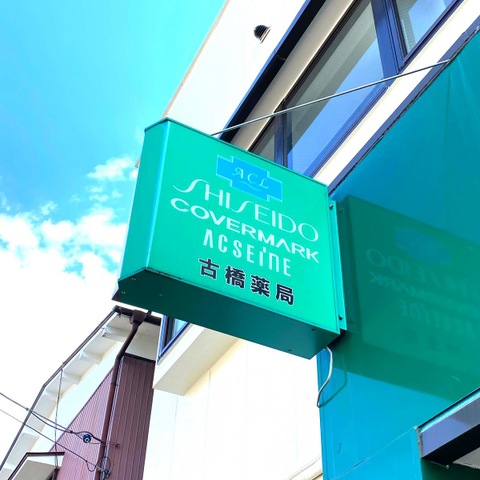 ACL
SHISEIDO
COVERMARK
ACSEINE
古橋薬局